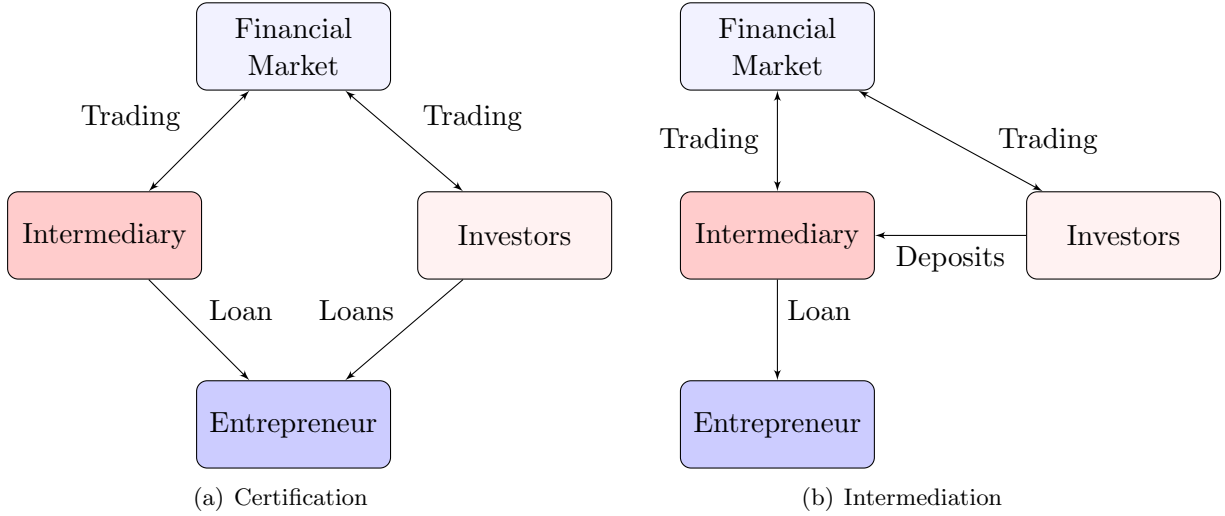 Financial
Market
Trading
Trading
Intermediary
Investors
Loan
Loans
Entrepreneur
(a) Certification
Financial
Market
Trading
Trading
Intermediary
Deposits
Investors
Loan
Entrepreneur
(b) Intermediation